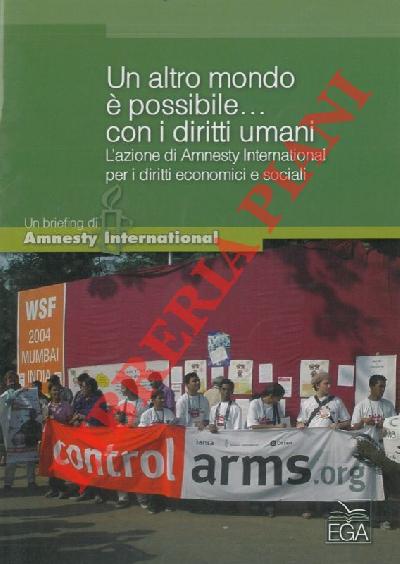 Un altro mondo
è possibile...
con i diritti umani
L'azione di Amnesty International
per i diritti economici e sociali
Un briefing di
Amnesty International
LIBRERIA PIANI
WSF
2004
MUMBAI
INDIA
control arms.org
EGA